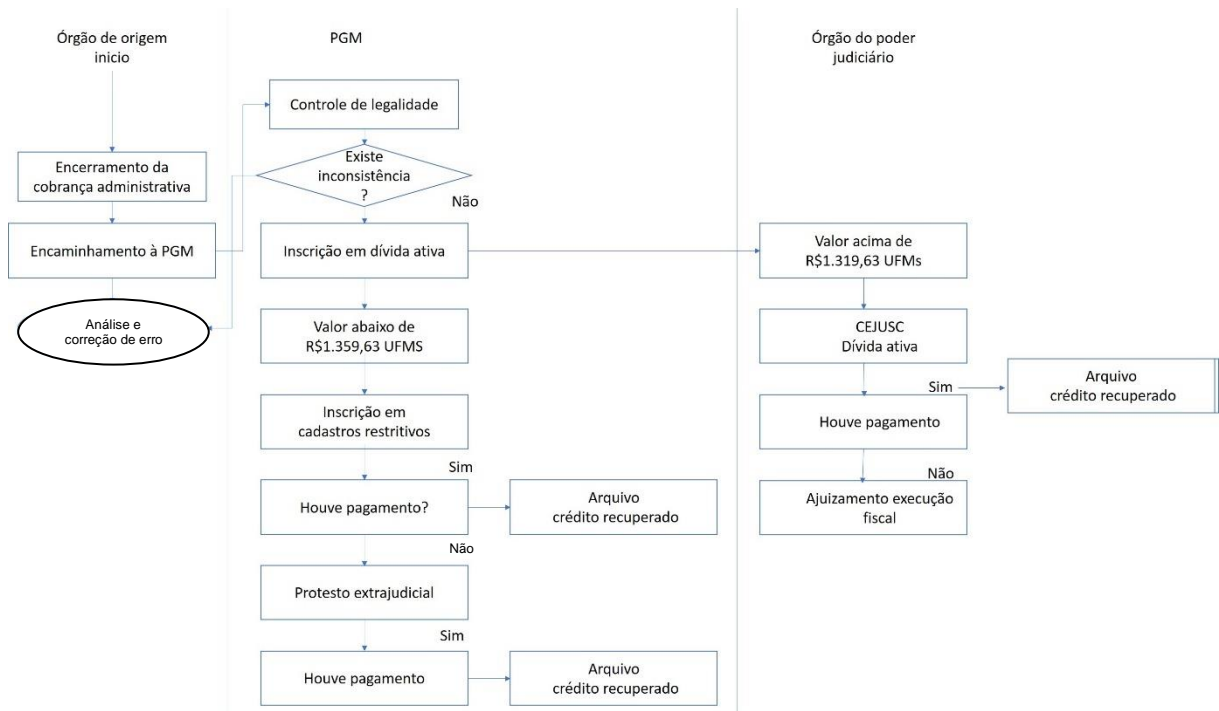 Órgão de origem
inicio
Encerramento da
cobrança administrativa
Encaminhamento à PGM
Análise e
correção de erro
PGM
Controle de legalidade
Existe
inconsistência
?
Não
Inscrição em dívida ativa
Valor abaixo de
R$1.359,63 UFMS
Inscrição em
cadastros restritivos
Sim
Houve pagamento?
Arquivo
crédito recuperado
Não
Protesto extrajudicial
Sim
Houve pagamento
Arquivo
crédito recuperado
Órgão do poder
judiciário
Valor acima de
R$1.319,63 UFMs
CEJUSC
Dívida ativa
Sim
Arquivo
crédito recuperado
Houve pagamento
Não
Ajuizamento execução
fiscal